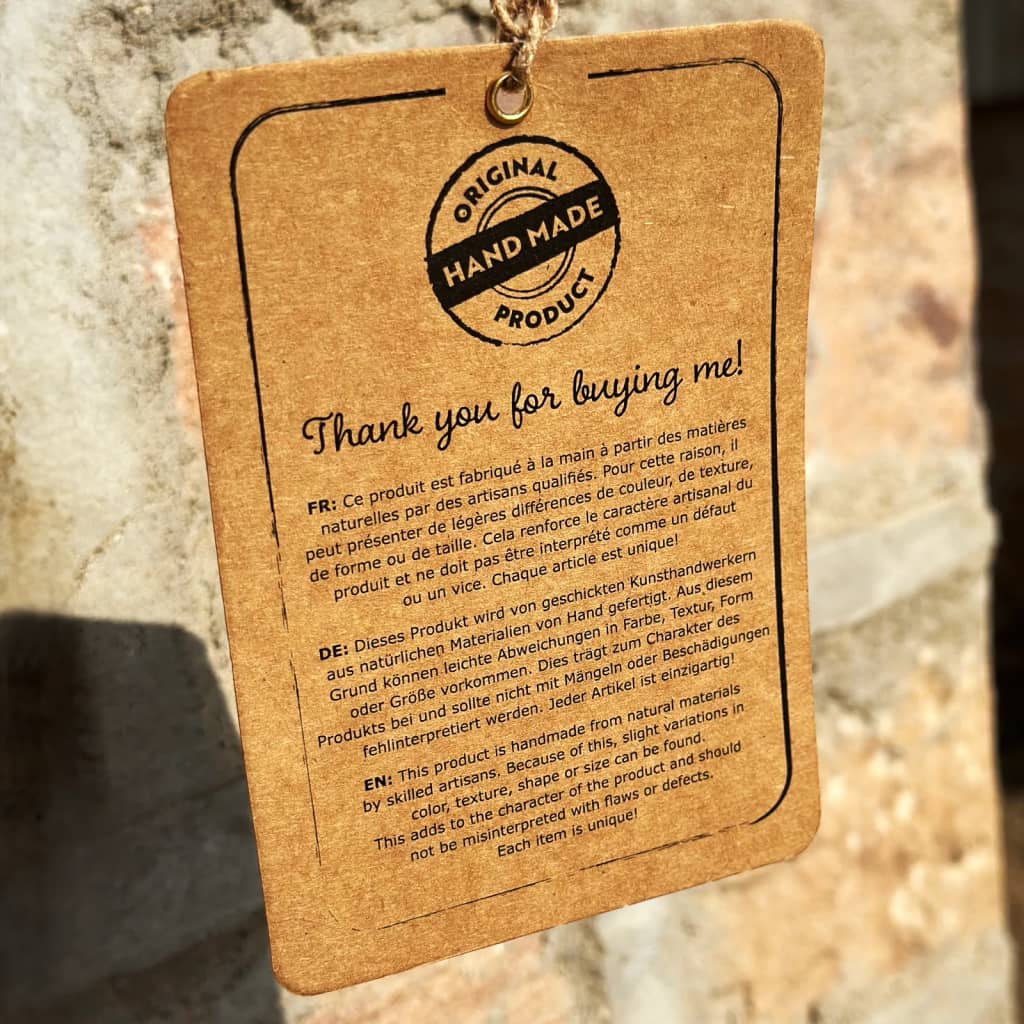 ORIGINAL
HAND MADE
PRODUCT
Thank you for buying me!
FR: Ce produit est fabriqué à la main à partir des matières
naturelles par des artisans qualifiés. Pour cette raison, il
peut présenter de légères différences de couleur, de texture,
de forme ou de taille. Cela renforce le caractère artisanal du
produit et ne doit pas être interprété comme un défaut
ou un vice. Chaque article est unique!
DE: Dieses Produkt wird von geschickten Kunsthandwerkern
aus natürlichen Materialien von Hand gefertigt. Aus diesem
Grund können leichte Abweichungen in Farbe, Textur, Form
oder Größe vorkommen. Dies trägt zum Charakter des
Produkts bei und sollte nicht mit Mängeln oder Beschädigungen
fehlinterpretiert werden. Jeder Artikel ist einzigartig!
EN: This product is handmade from natural materials
by skilled artisans. Because of this, slight variations in
color, texture, shape or size can be found.
This adds to the character of the product and should
not be misinterpreted with flaws or defects.
Each item is unique!